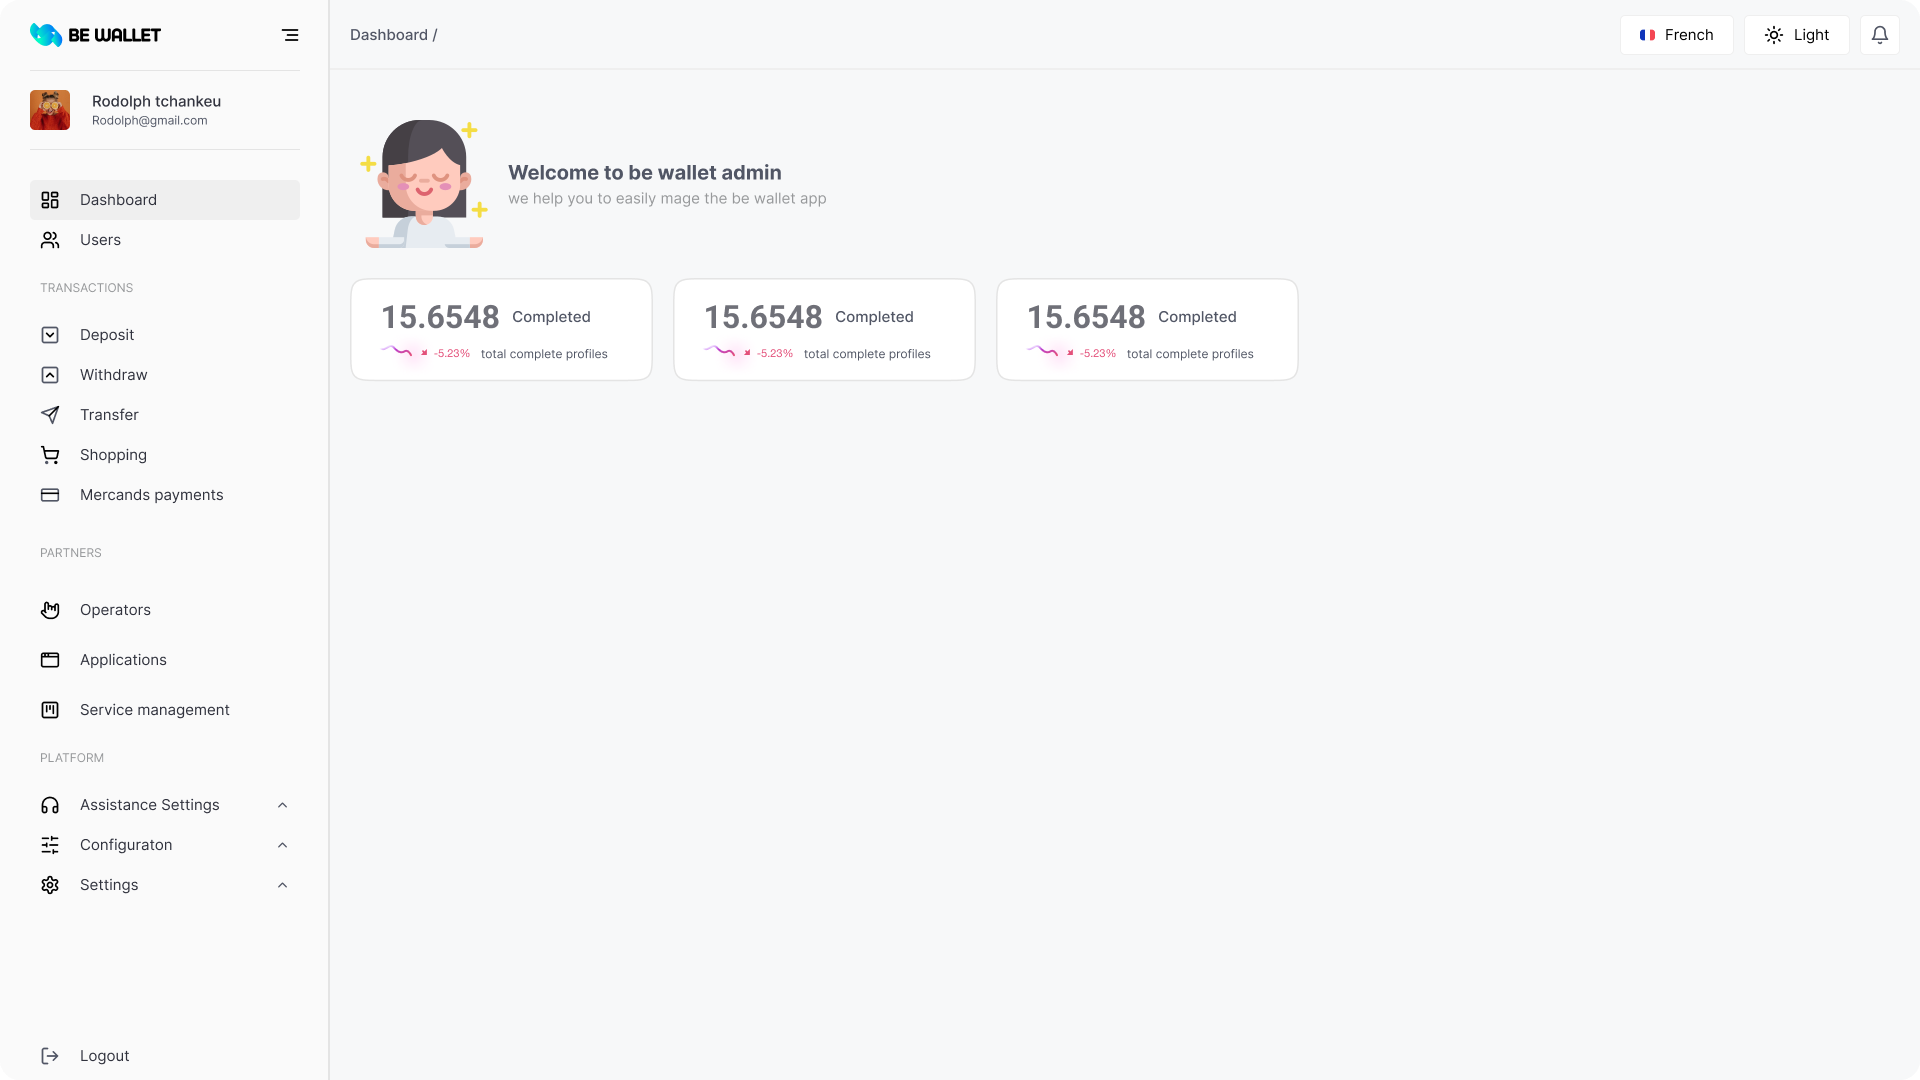 BE WALLET
Rodolph tchankeu
Rodolph@gmail.com
Dashboard
Users
TRANSACTIONS
Deposit
Withdraw
Transfer
Shopping
Mercands payments
PARTNERS
Operators
Applications
Service management
PLATFORM
Assistance Settings
Configuraton
Settings
Logout
Dashboard /
French
Light
Welcome to be wallet admin
we help you to easily mage the be wallet app
15.6548 Completed
-5.23% total complete profiles
15.6548 Completed
-5.23% total complete profiles
15.6548 Completed
-5.23% total complete profiles